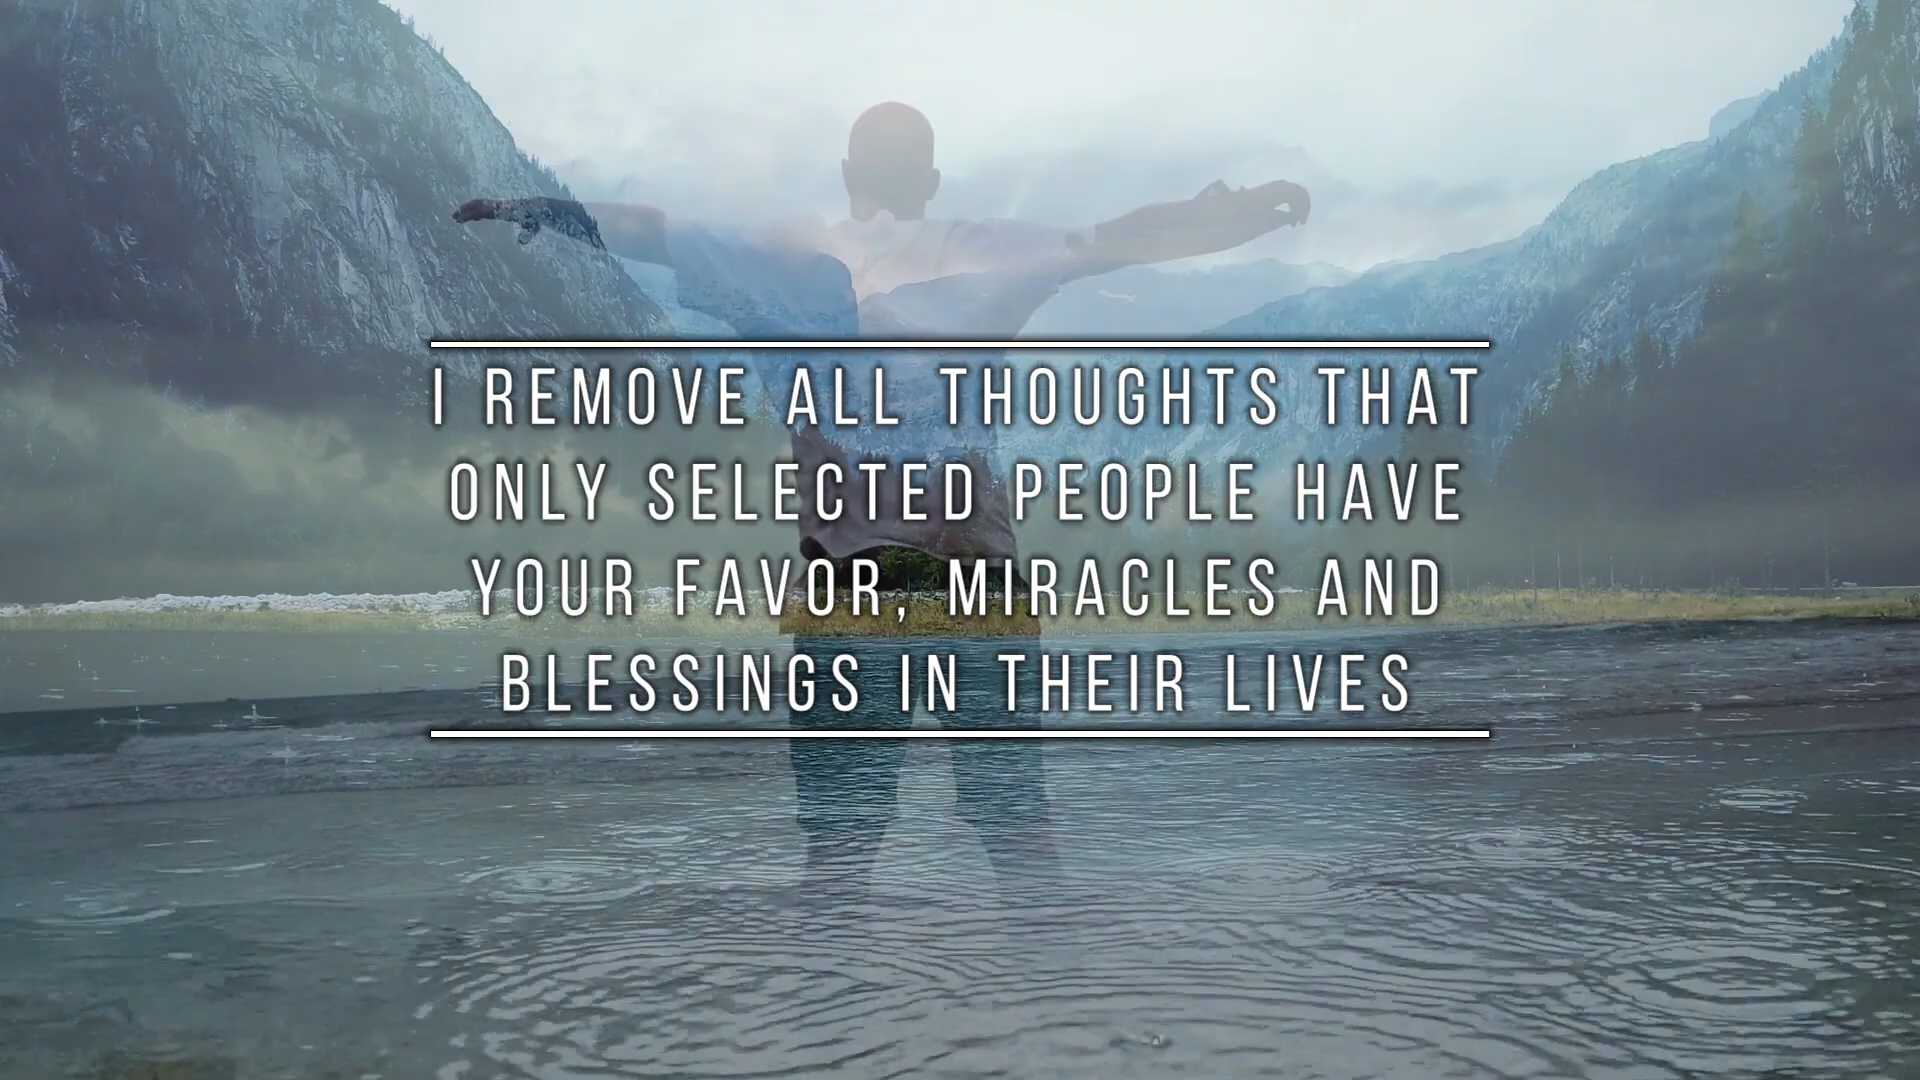 I REMOVE ALL THOUGHTS THAT
ONLY SELECTED PEOPLE HAVE
YOUR FAVOR, MIRACLES AND
BLESSINGS IN THEIR LIVES